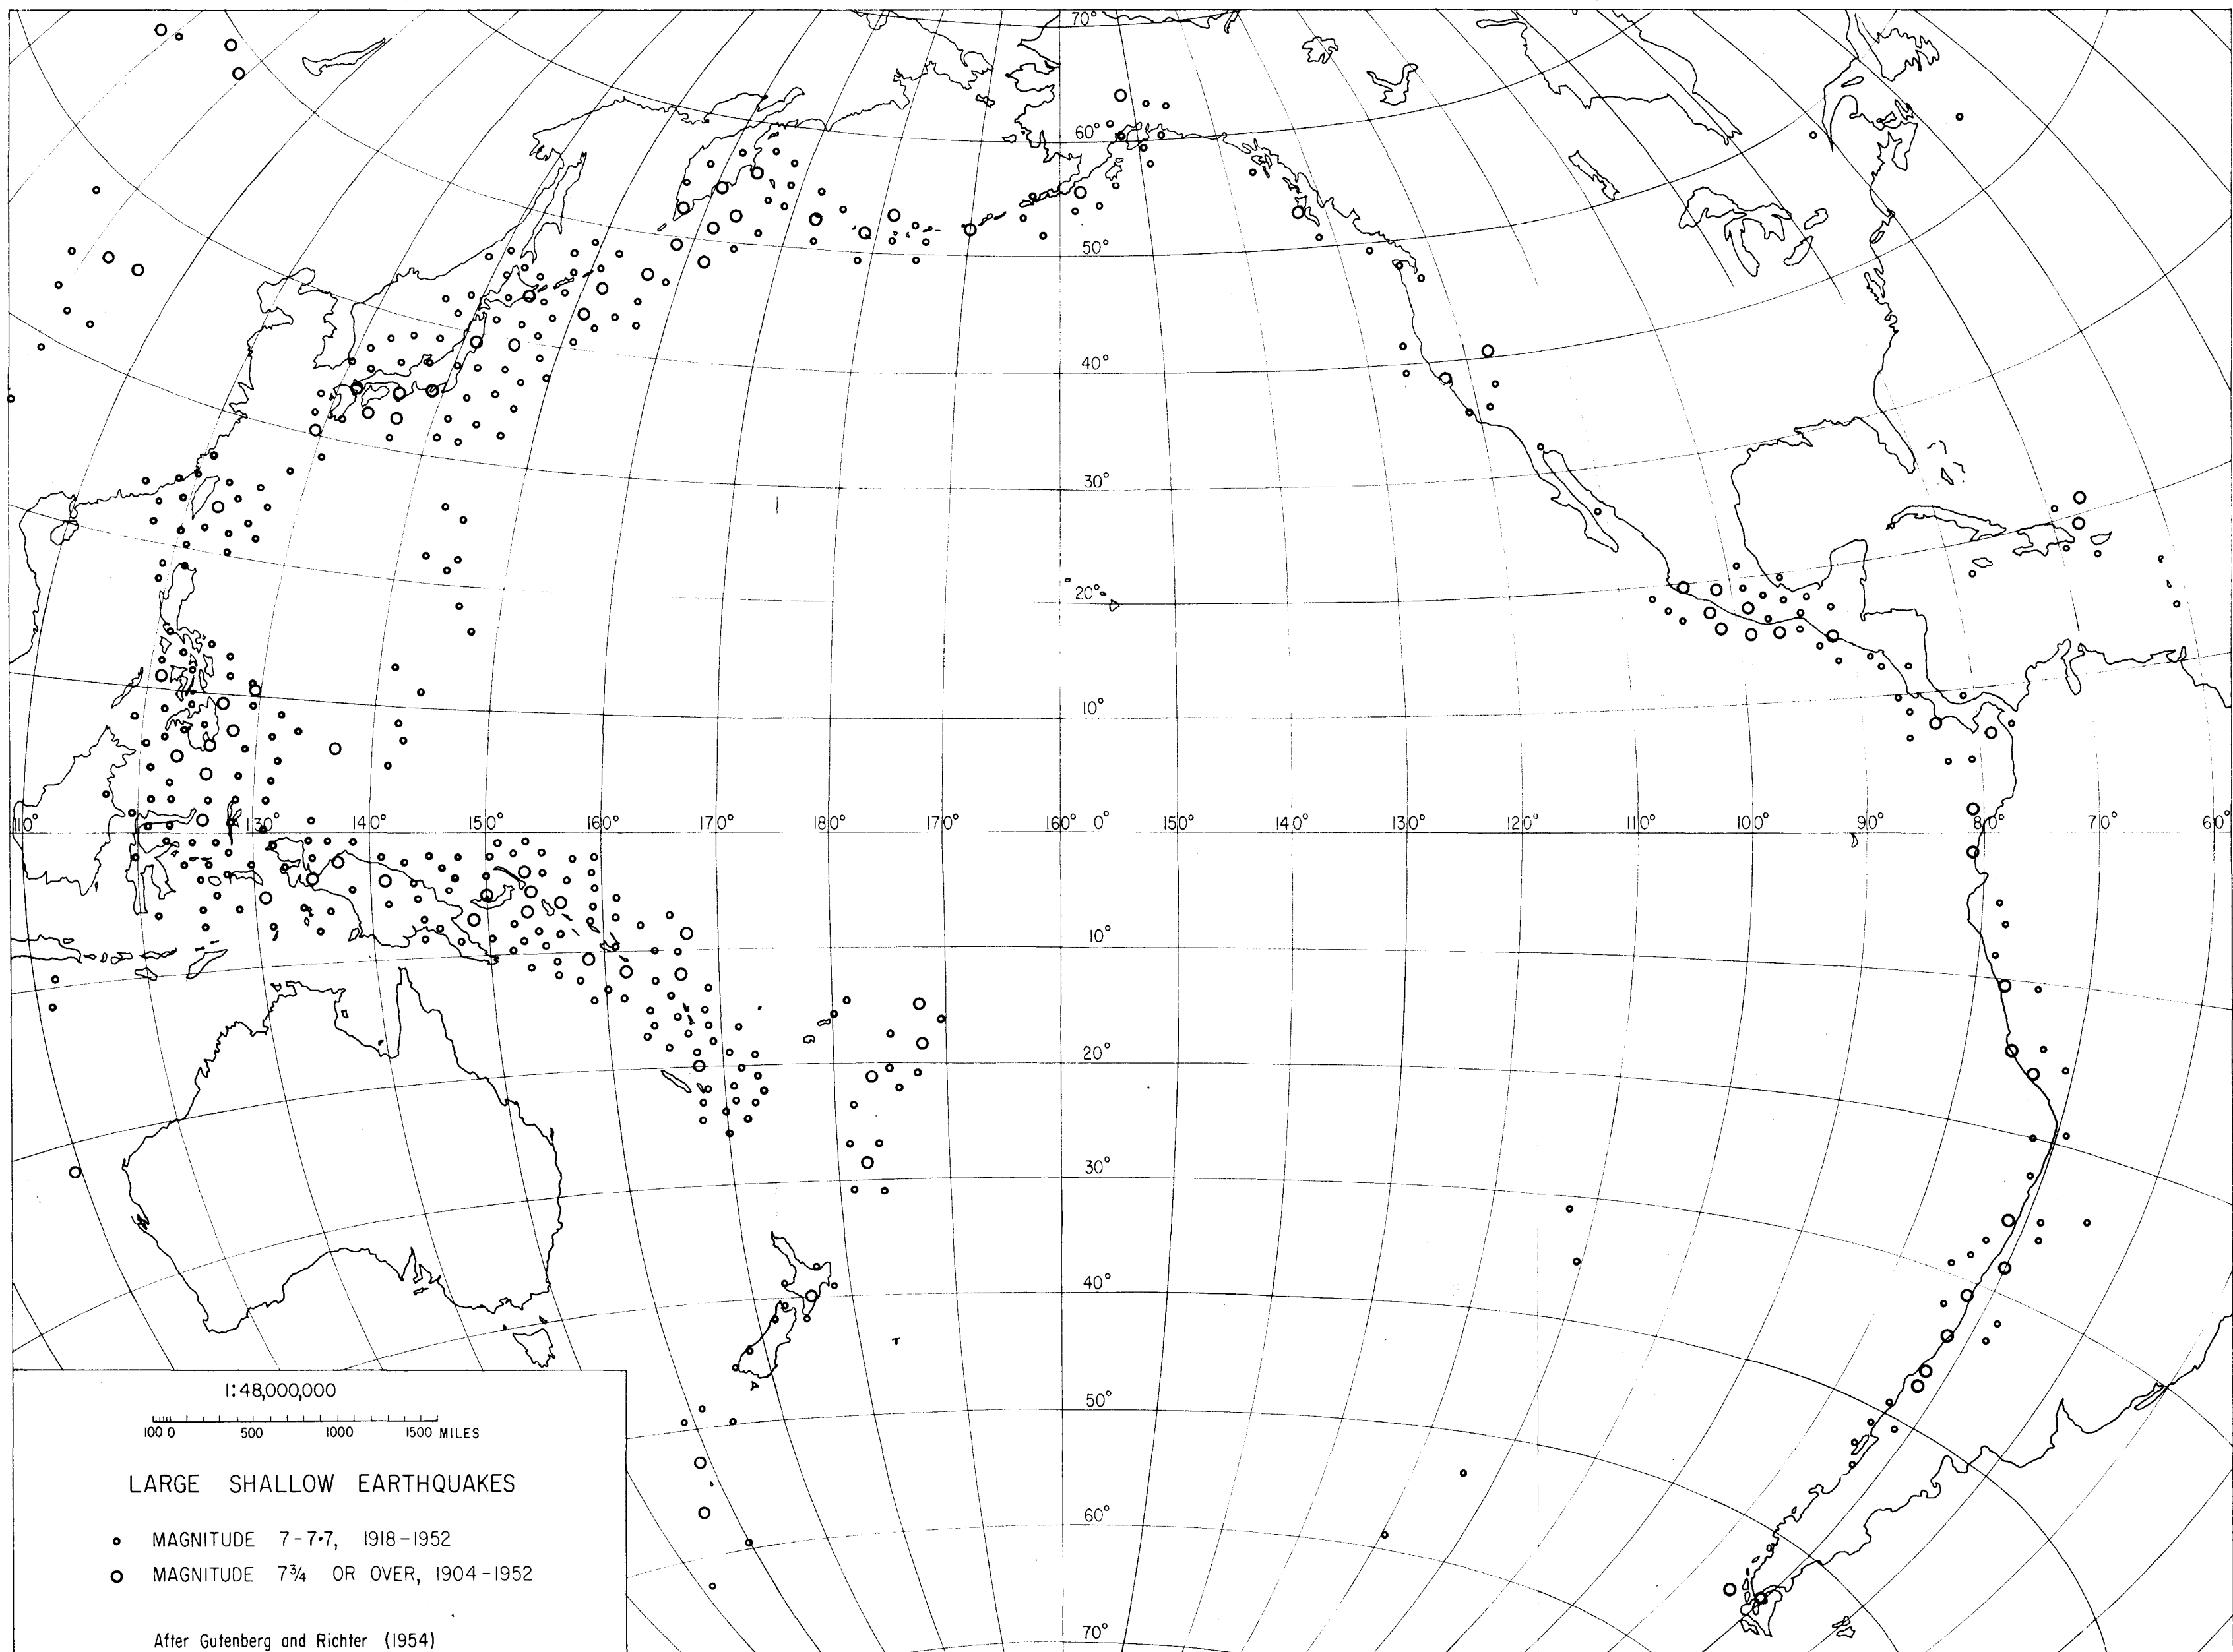 70°
60°
50°
40°
30°
20°
10°
110° 130° 140° 150° 160° 170° 180° 170° 160° 0° 150° 140° 130° 120° 110° 100° 90° 80° 70° 60°
10°
20°
30°
40°
50°
60°
70°
1:48,000,000
100 0 500 1000 1500 MILES
LARGE SHALLOW EARTHQUAKES
MAGNITUDE 7-7·7, 1918-1952
MAGNITUDE 7¾ OR OVER, 1904-1952
After Gutenberg and Richter (1954)